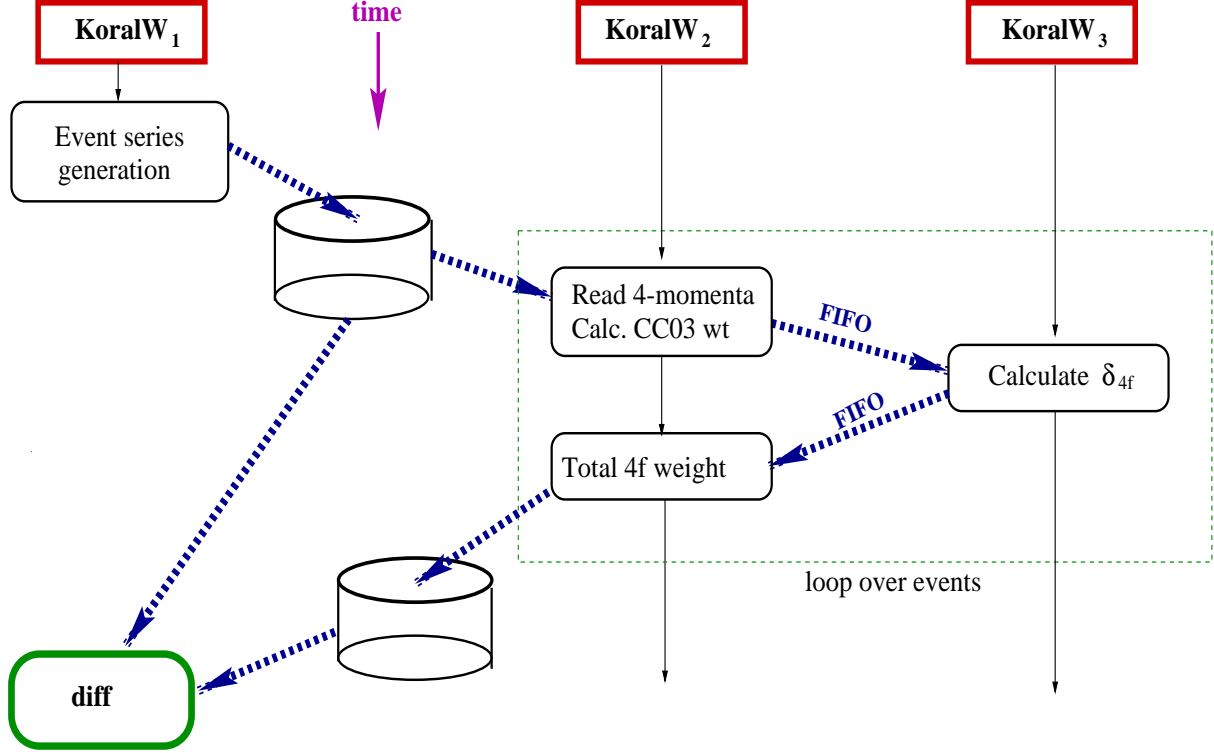 KoralW₁
time
KoralW₂
KoralW₃
Event series
generation
Read 4-momenta
Calc. CC03 wt
FIFO
Calculate δ₄f
FIFO
Total 4f weight
loop over events
diff